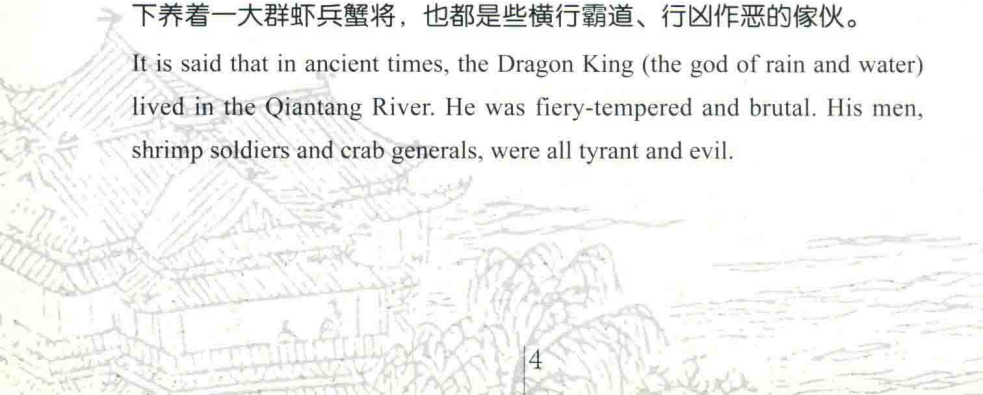 下养着一大群虾兵蟹将，也都是些横行霸道、行凶作恶的傢伙。
It is said that in ancient times, the Dragon King (the god of rain and water)
lived in the Qiantang River. He was fiery-tempered and brutal. His men,
shrimp soldiers and crab generals, were all tyrant and evil.
4